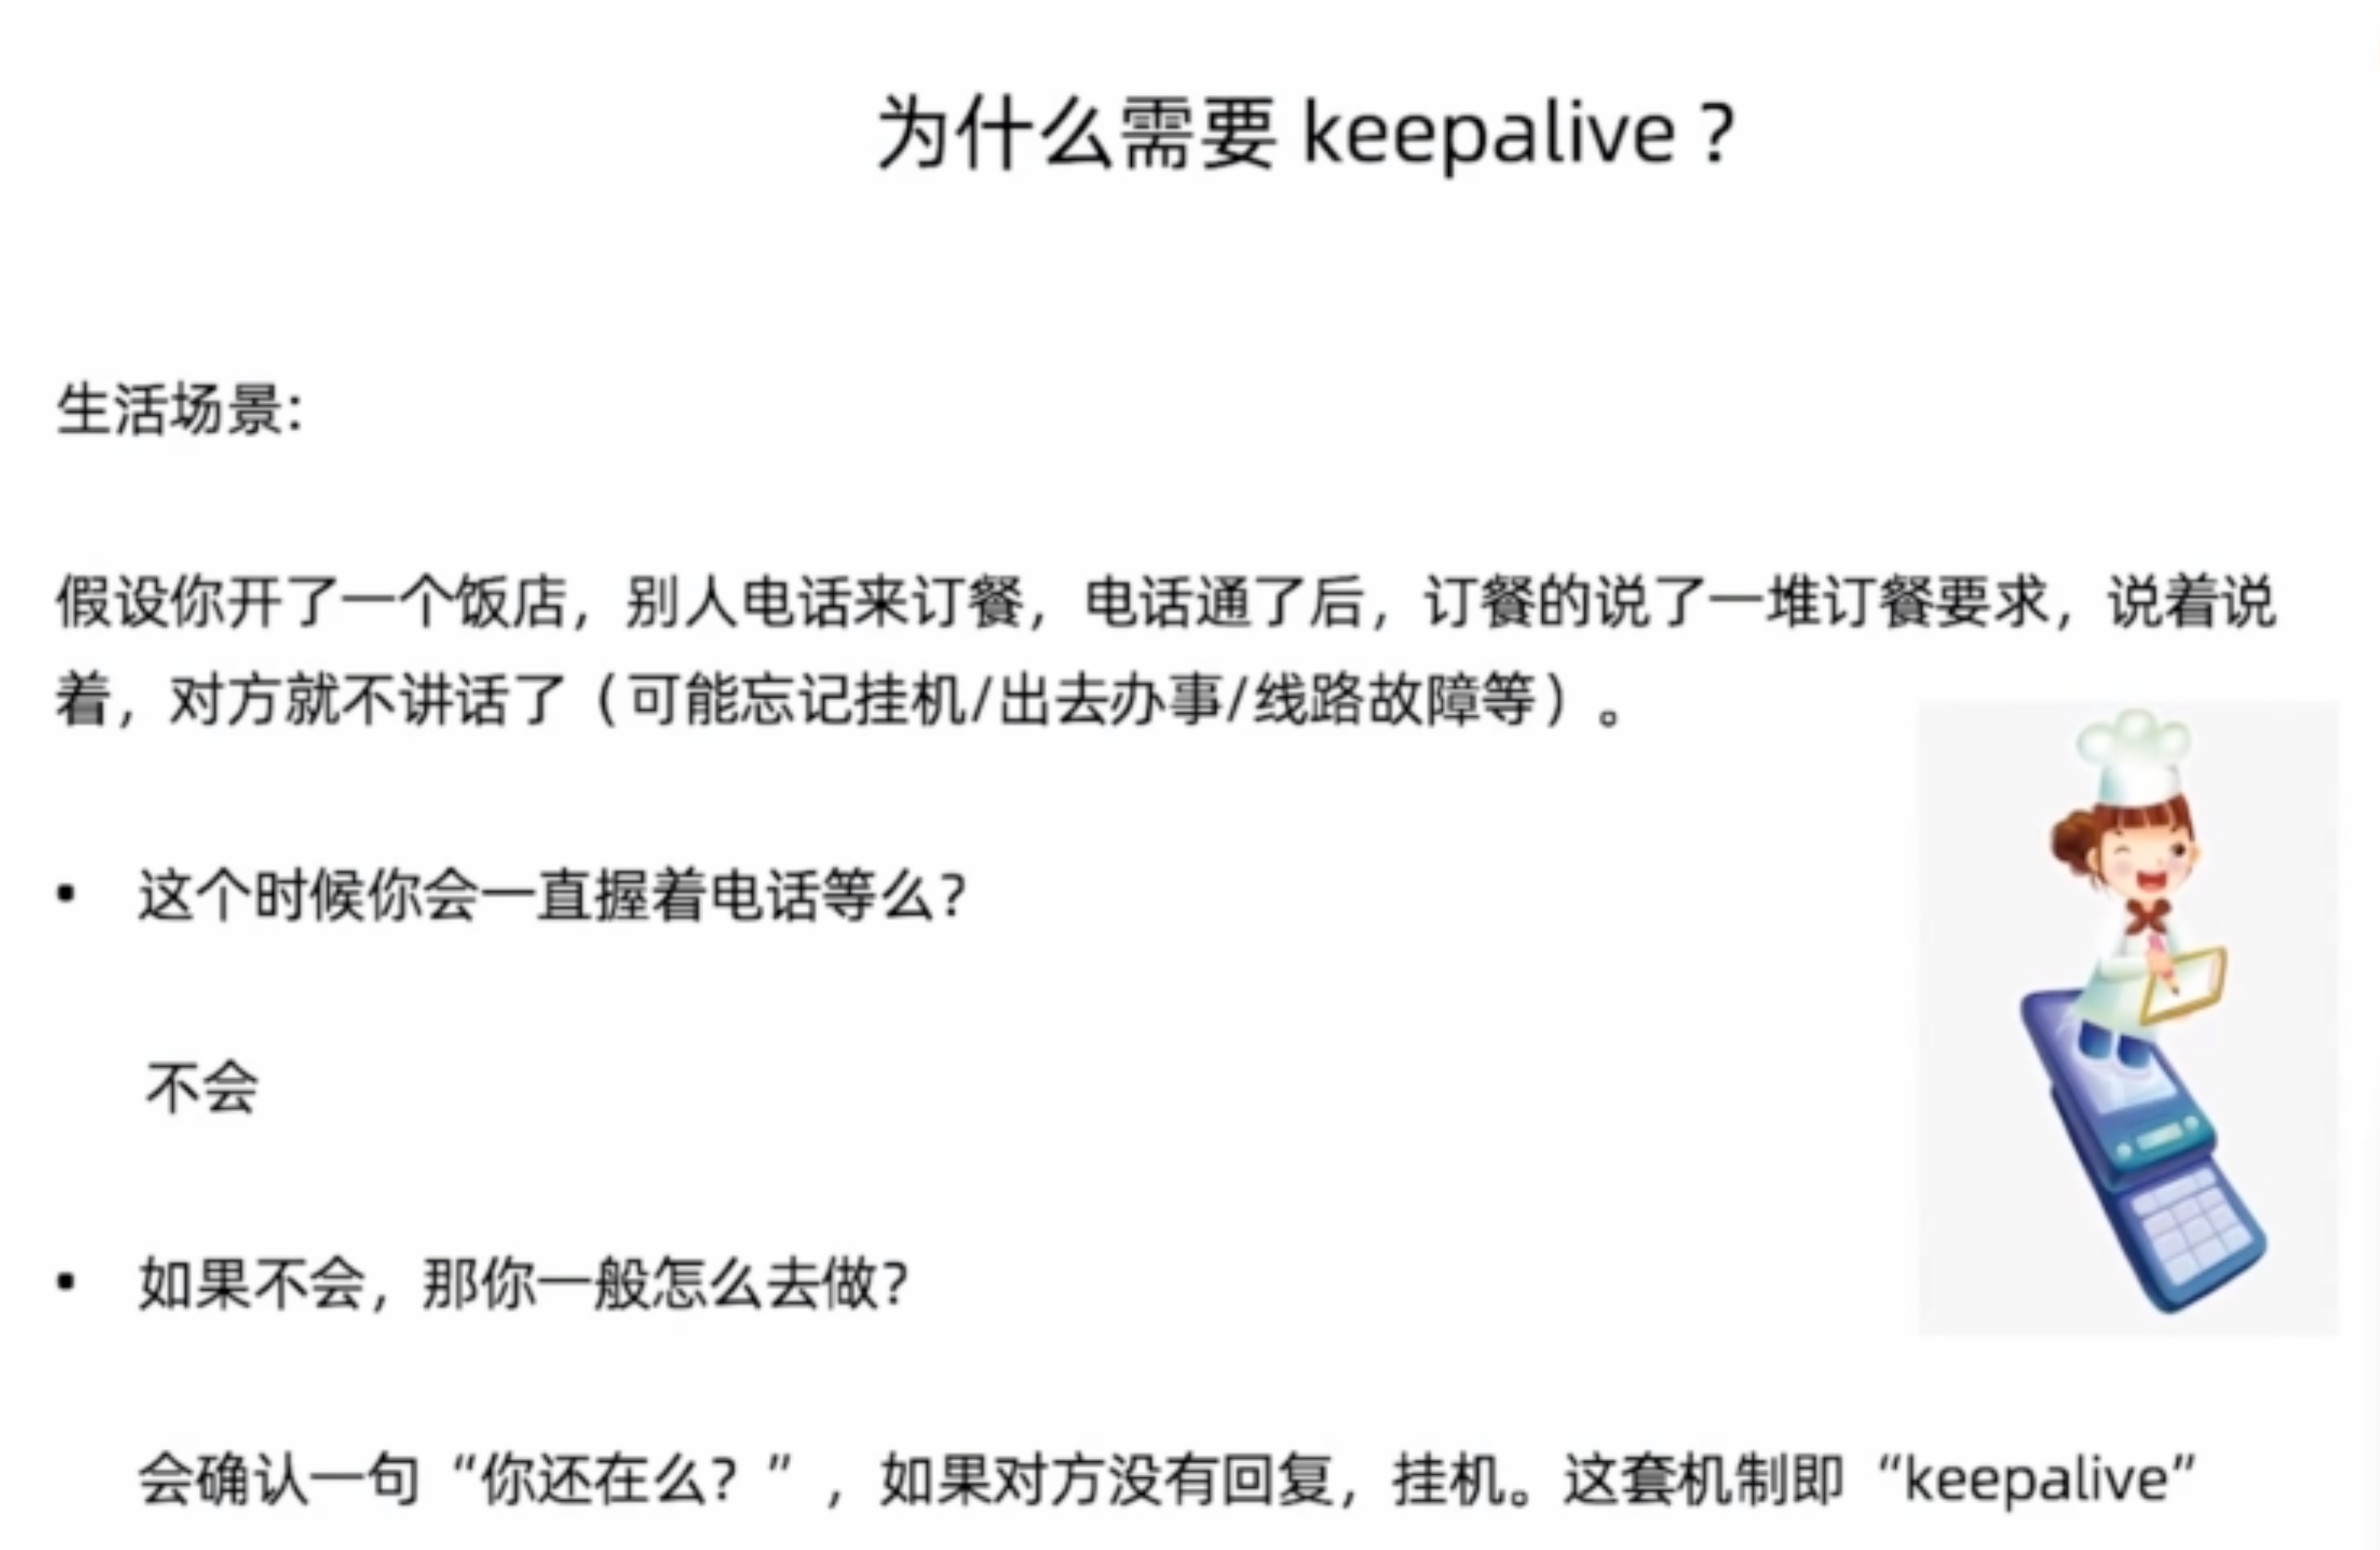 为什么需要 keepalive ?
生活场景:
假设你开了一个饭店，别人电话来订餐，电话通了后，订餐的说了一堆订餐要求，说着说
着，对方就不讲话了（可能忘记挂机/出去办事/线路故障等）。
• 这个时候你会一直握着电话等么?
不会
• 如果不会，那你一般怎么去做?
会确认一句“你还在么？”，如果对方没有回复，挂机。这套机制即“keepalive”